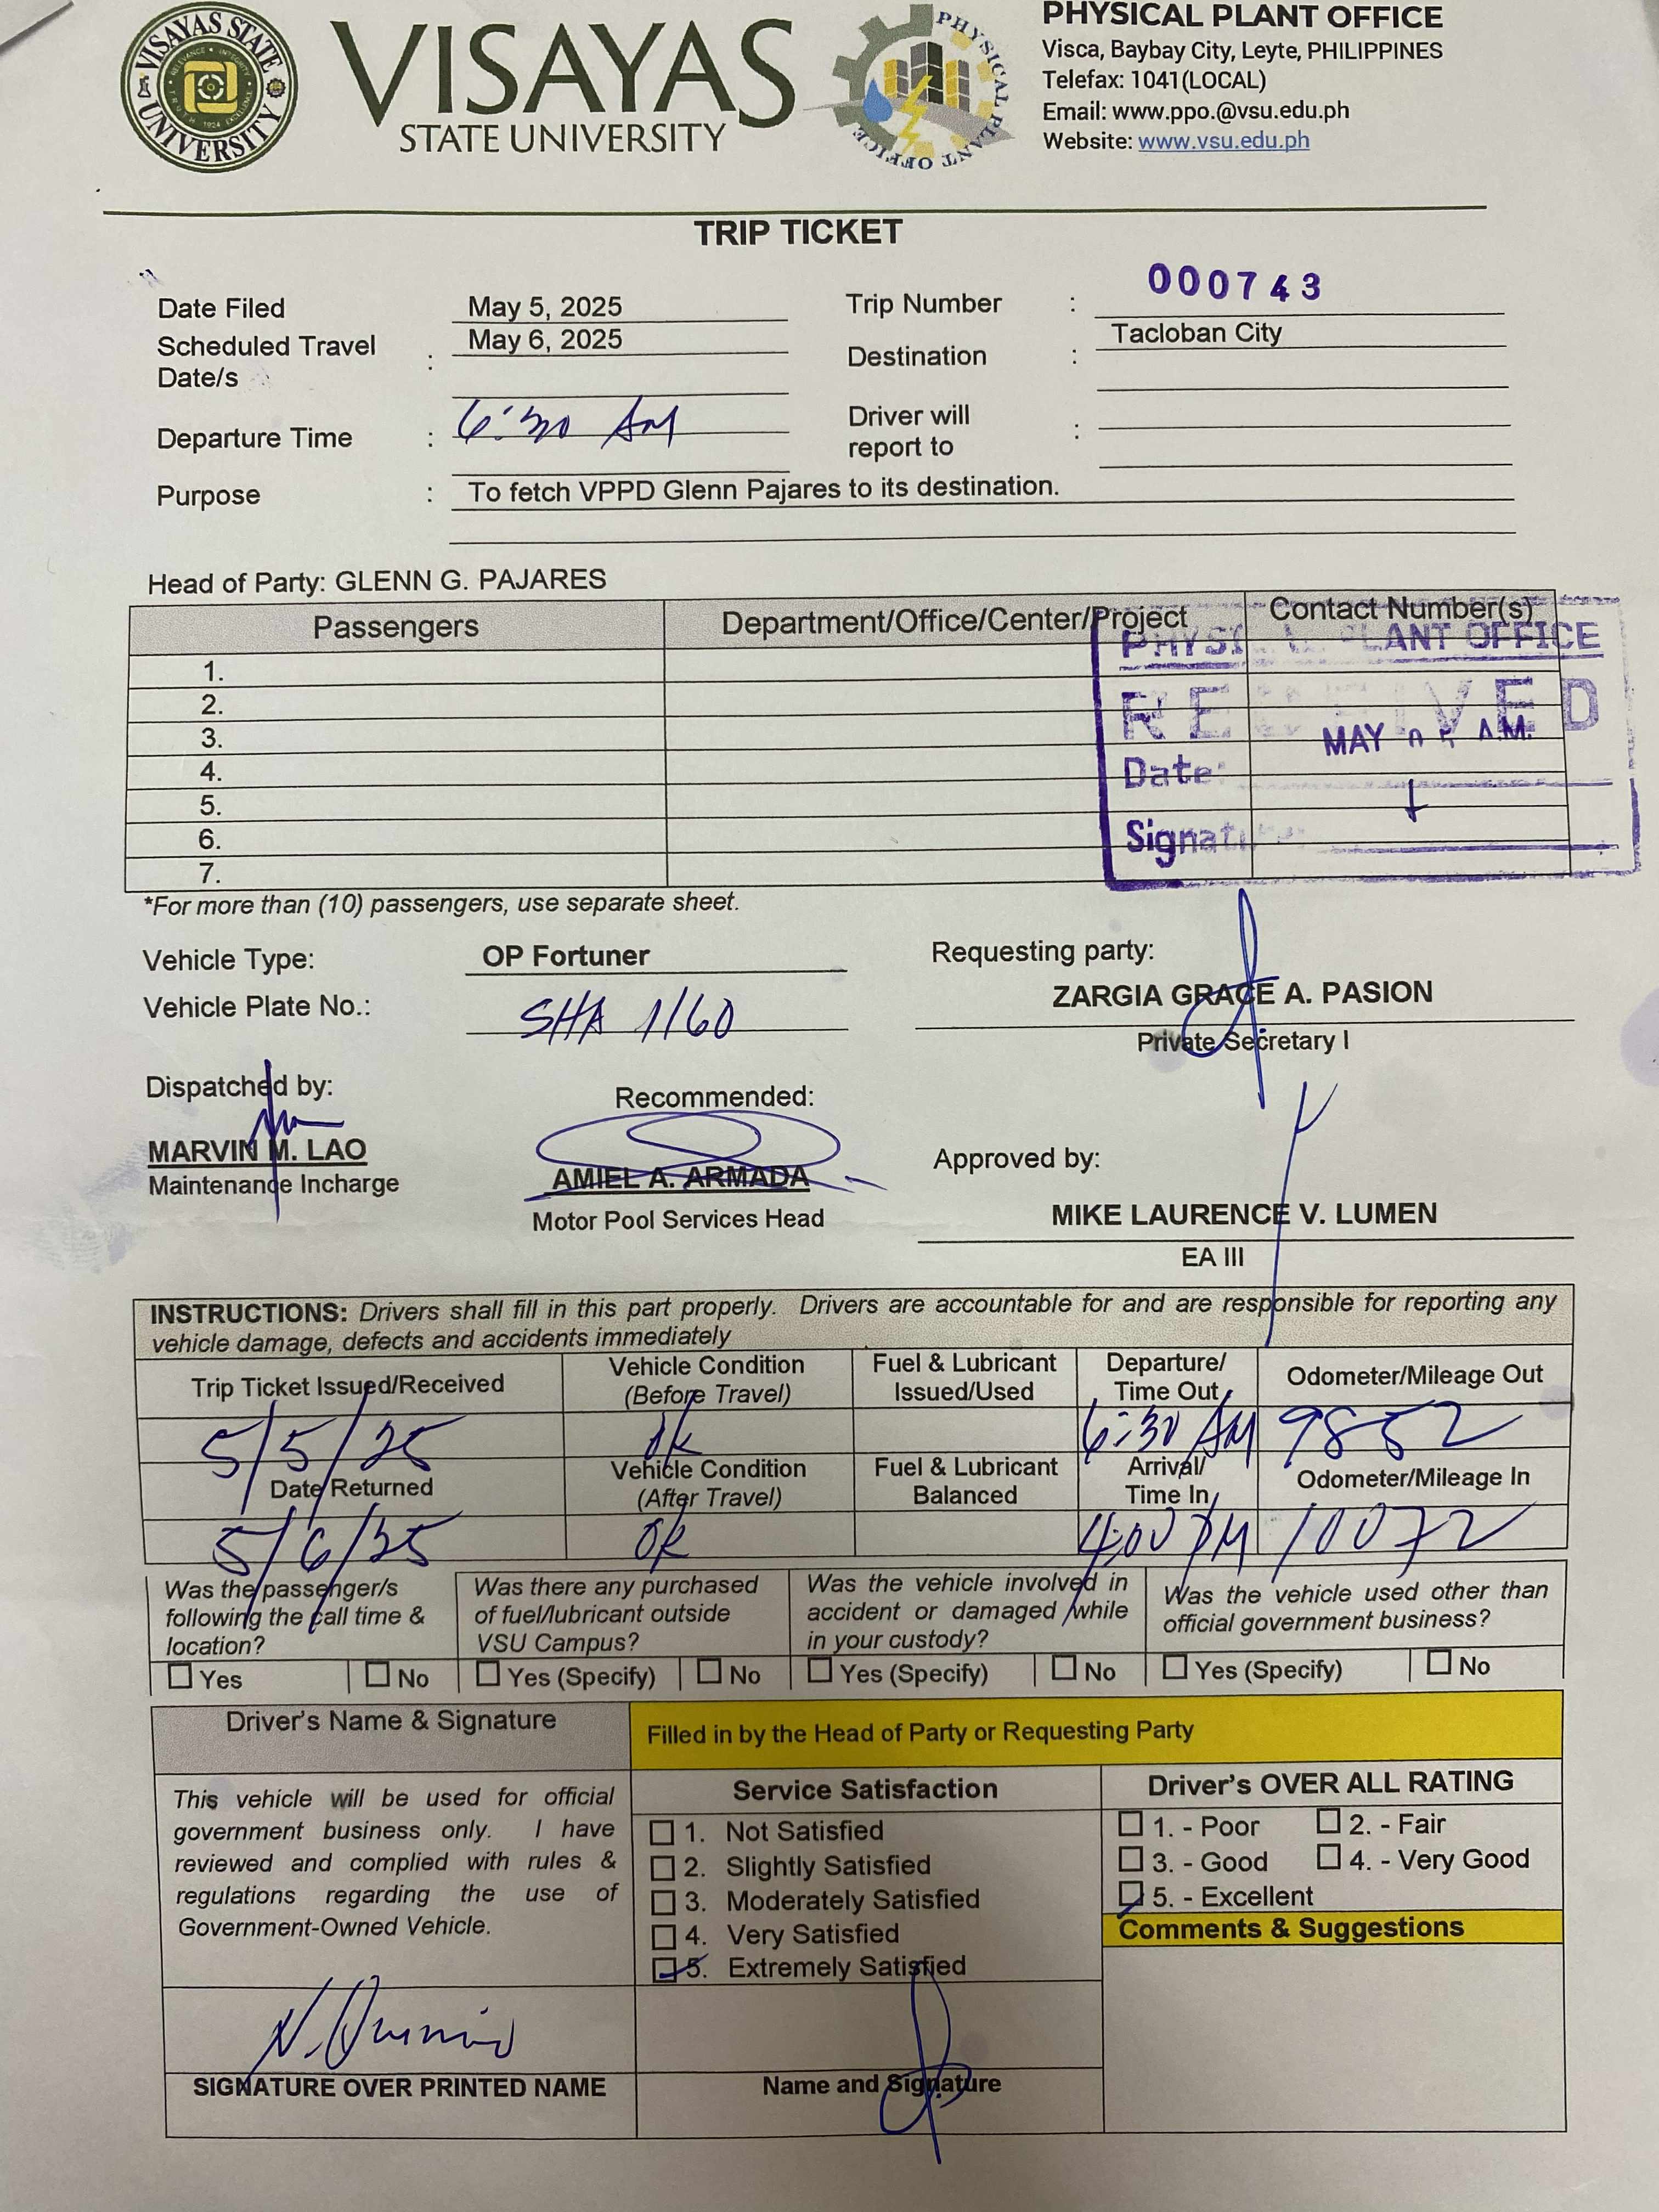 VISAYAS STATE UNIVERSITY
RELEVANCE • INTEGRITY
TRUTH
1924 EXCELLENCE
VISAYAS
STATE UNIVERSITY
PHYSICAL PLANT OFFICE
PHYSICAL PLANT OFFICE
Visca, Baybay City, Leyte, PHILIPPINES
Telefax: 1041(LOCAL)
Email: www.ppo.@vsu.edu.ph
Website: www.vsu.edu.ph
TRIP TICKET
Date Filed May 5, 2025 Trip Number : 000743
Scheduled Travel Date/s : May 6, 2025 Destination : Tacloban City
Departure Time : 6:30 AM Driver will report to :
Purpose : To fetch VPPD Glenn Pajares to its destination.
Head of Party: GLENN G. PAJARES
Passengers Department/Office/Center/Project Contact Number(s)
1.
2.
3.
4.
5.
6.
7.
PHYSICAL PLANT OFFICE
RECEIVED
MAY A.M.
Date:
Signature:
*For more than (10) passengers, use separate sheet.
Vehicle Type: OP Fortuner
Vehicle Plate No.: SHA 1160
Requesting party:
ZARGIA GRACE A. PASION
Private Secretary I
Dispatched by:
MARVIN M. LAO
Maintenance Incharge
Recommended:
AMIEL A. ARMADA
Motor Pool Services Head
Approved by:
MIKE LAURENCE V. LUMEN
EA III
INSTRUCTIONS: Drivers shall fill in this part properly. Drivers are accountable for and are responsible for reporting any
vehicle damage, defects and accidents immediately
Trip Ticket Issued/Received Vehicle Condition (Before Travel) Fuel & Lubricant Issued/Used Departure/ Time Out Odometer/Mileage Out
5/5/25 ok 6:30 AM 9852
Date Returned Vehicle Condition (After Travel) Fuel & Lubricant Balanced Arrival/ Time In Odometer/Mileage In
5/6/25 ok 4:00 PM 10072
Was the passenger/s
following the call time &
location?
Yes No
Was there any purchased
of fuel/lubricant outside
VSU Campus?
Yes (Specify) No
Was the vehicle involved in
accident or damaged while
in your custody?
Yes (Specify) No
Was the vehicle used other than
official government business?
Yes (Specify) No
Driver's Name & Signature
This vehicle will be used for official
government business only. I have
reviewed and complied with rules &
regulations regarding the use of
Government-Owned Vehicle.
SIGNATURE OVER PRINTED NAME
Filled in by the Head of Party or Requesting Party
Service Satisfaction
1. Not Satisfied
2. Slightly Satisfied
3. Moderately Satisfied
4. Very Satisfied
5. Extremely Satisfied
Name and Signature
Driver's OVER ALL RATING
1. - Poor 2. - Fair
3. - Good 4. - Very Good
5. - Excellent
Comments & Suggestions